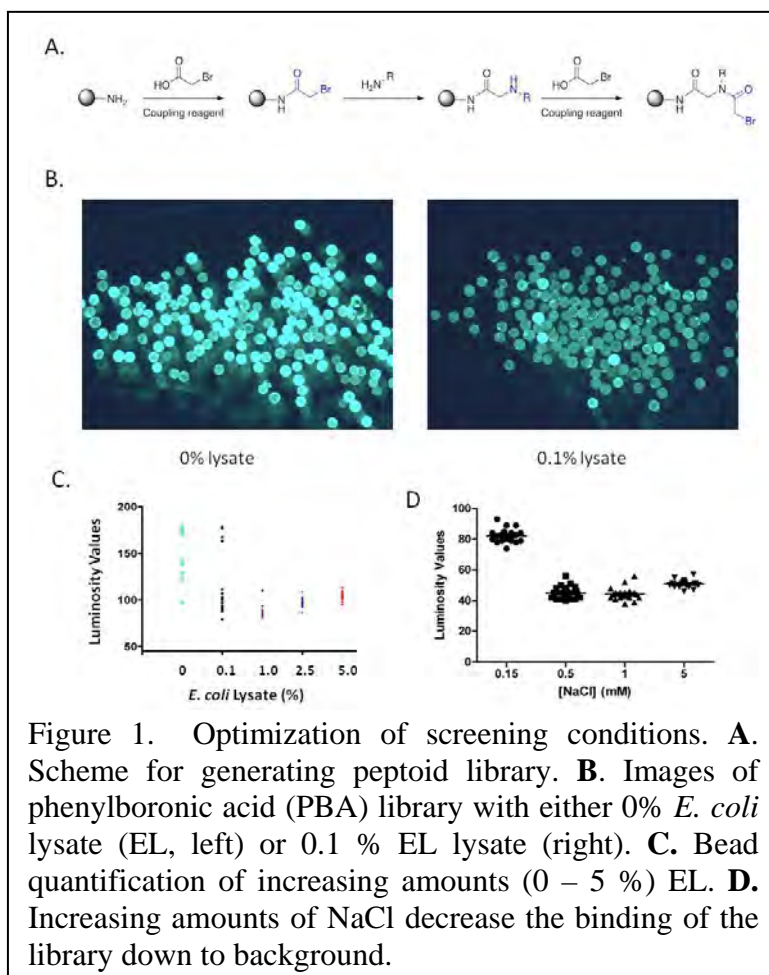 A.
O
HO
Br
NH₂
Coupling reagent
O
N
H
Br
H₂N
R
O
N
H
H
N
R
O
HO
Br
Coupling reagent
O
N
H
R
N
O
Br
B.
0% lysate
0.1% lysate
C.
Luminosity Values
200
150
100
50
0 0.1 1.0 2.5 5.0
E. coli Lysate (%)
D
Luminosity Values
100
80
60
40
20
0
0.15 0.5 1 5
[NaCl] (mM)
Figure 1. Optimization of screening conditions. A.
Scheme for generating peptoid library. B. Images of
phenylboronic acid (PBA) library with either 0% E. coli
lysate (EL, left) or 0.1 % EL lysate (right). C. Bead
quantification of increasing amounts (0 – 5 %) EL. D.
Increasing amounts of NaCl decrease the binding of the
library down to background.